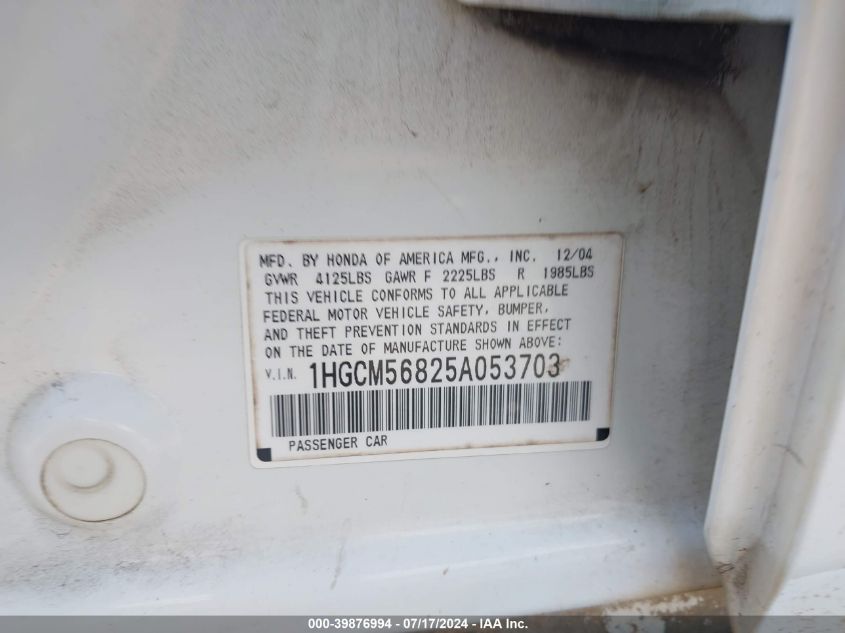 MFD. BY HONDA OF AMERICA MFG., INC. 12/04
GVWR 4125LBS GAWR F 2225LBS R 1985LBS
THIS VEHICLE CONFORMS TO ALL APPLICABLE
FEDERAL MOTOR VEHICLE SAFETY, BUMPER,
AND THEFT PREVENTION STANDARDS IN EFFECT
ON THE DATE OF MANUFACTURE SHOWN ABOVE:
V.I.N. 1HGCM56825A053703
PASSENGER CAR
000-39876994 - 07/17/2024 - IAA Inc.